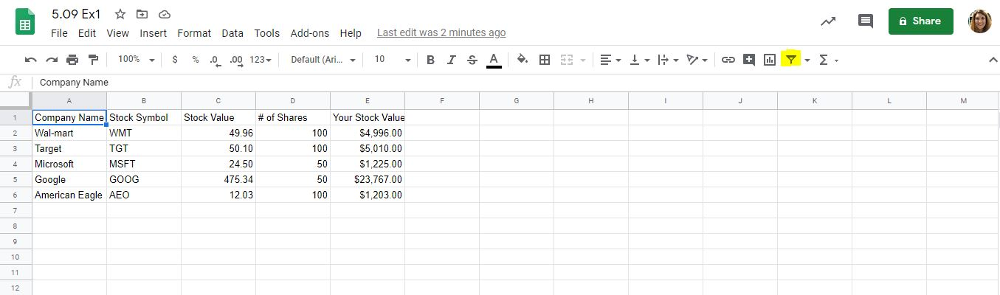 5.09 Ex1
File Edit View Insert Format Data Tools Add-ons Help Last edit was 2 minutes ago
Share
100% $ % .0 .00 123 Default (Ari... 10 B I S A Σ
fx Company Name
A B C D E F G H I J K L M
1 Company Name Stock Symbol Stock Value # of Shares Your Stock Value
2 Wal-mart WMT 49.96 100 $4,996.00
3 Target TGT 50.10 100 $5,010.00
4 Microsoft MSFT 24.50 50 $1,225.00
5 Google GOOG 475.34 50 $23,767.00
6 American Eagle AEO 12.03 100 $1,203.00
7
8
9
10
11
12